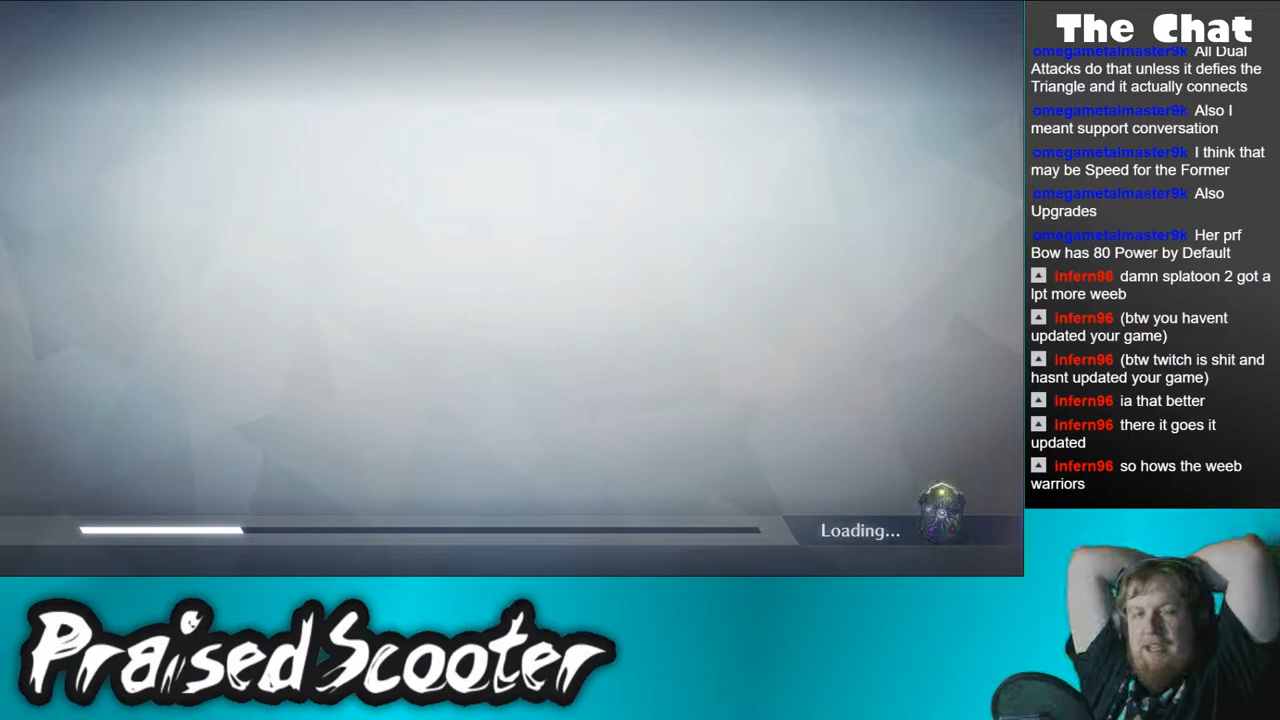 The Chat
omegametalmaster9k All Dual
Attacks do that unless it defies the
Triangle and it actually connects
omegametalmaster9k Also I
meant support conversation
omegametalmaster9k I think that
may be Speed for the Former
omegametalmaster9k Also
Upgrades
omegametalmaster9k Her prf
Bow has 80 Power by Default
infern96 damn splatoon 2 got a
lpt more weeb
infern96 (btw you havent
updated your game)
infern96 (btw twitch is shit and
hasnt updated your game)
infern96 ia that better
infern96 there it goes it
updated
infern96 so hows the weeb
warriors
Loading...
PraisedScooter